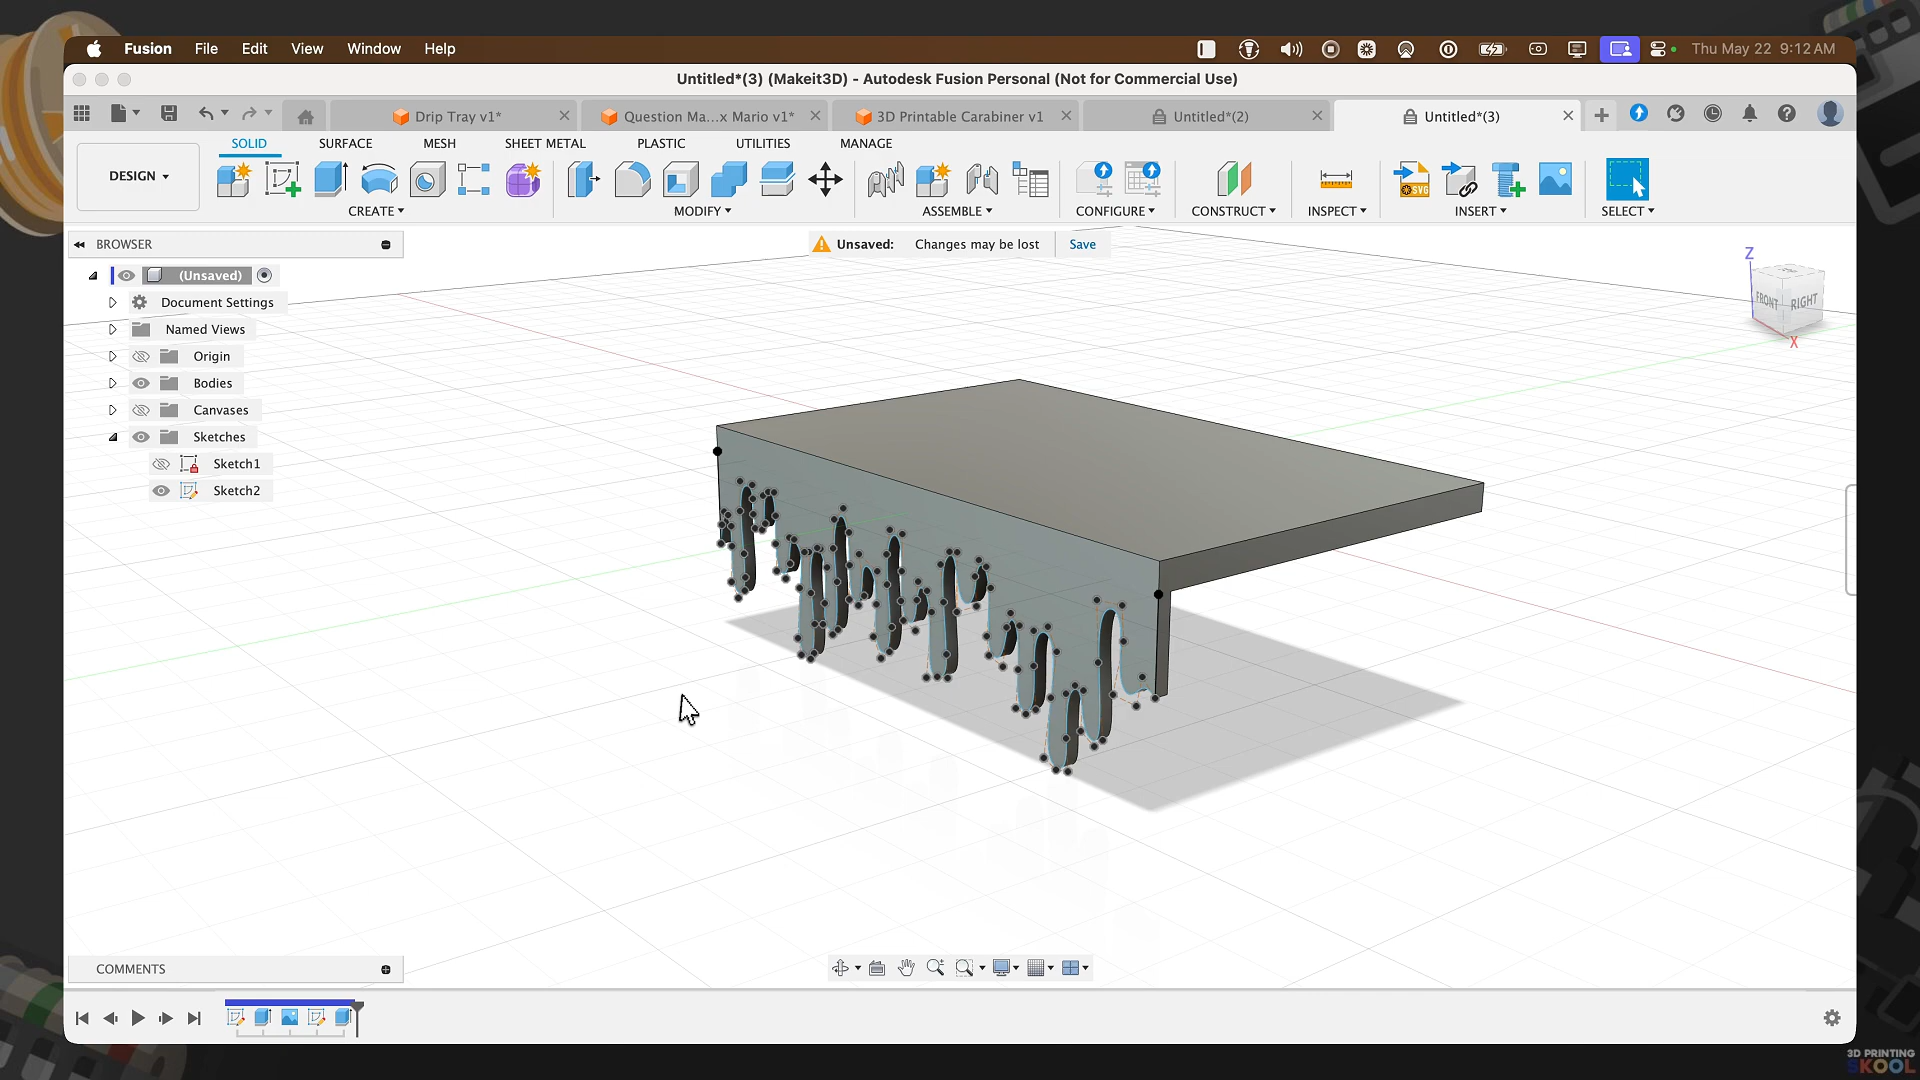 Fusion File Edit View Window Help Thu May 22 9:12 AM
Untitled*(3) (Makeit3D) - Autodesk Fusion Personal (Not for Commercial Use)
Drip Tray v1* Question Ma...x Mario v1* 3D Printable Carabiner v1 Untitled*(2) Untitled*(3)
SOLID SURFACE MESH SHEET METAL PLASTIC UTILITIES MANAGE
DESIGN
SVG
CREATE MODIFY ASSEMBLE CONFIGURE CONSTRUCT INSPECT INSERT SELECT
BROWSER
Unsaved: Changes may be lost Save
(Unsaved)
Document Settings
Named Views
Origin
Bodies
Canvases
Sketches
Sketch1
Sketch2
Z
FRONT RIGHT
X
COMMENTS
3D PRINTING
SKOOL